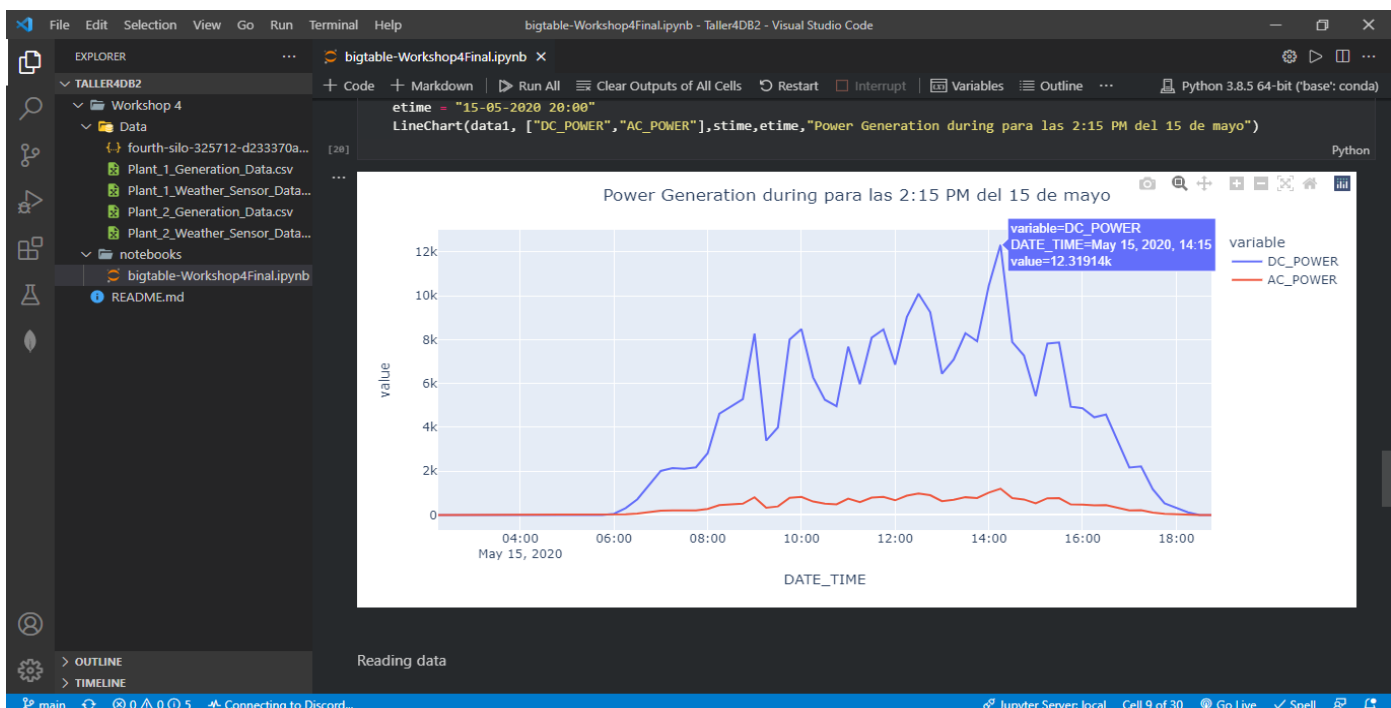 File Edit Selection View Go Run Terminal Help bigtable-Workshop4Final.ipynb - Taller4DB2 - Visual Studio Code
EXPLORER ···
TALLER4DB2
Workshop 4
Data
fourth-silo-325712-d233370a...
Plant_1_Generation_Data.csv
Plant_1_Weather_Sensor_Data...
Plant_2_Generation_Data.csv
Plant_2_Weather_Sensor_Data...
notebooks
bigtable-Workshop4Final.ipynb
README.md
OUTLINE
TIMELINE
bigtable-Workshop4Final.ipynb
+ Code + Markdown Run All Clear Outputs of All Cells Restart Interrupt Variables Outline ··· Python 3.8.5 64-bit ('base': conda)
etime = "15-05-2020 20:00"
LineChart(data1, ["DC_POWER","AC_POWER"],stime,etime,"Power Generation during para las 2:15 PM del 15 de mayo")
[20]
Python
Power Generation during para las 2:15 PM del 15 de mayo
variable=DC_POWER
DATE_TIME=May 15, 2020, 14:15
value=12.31914k
variable
DC_POWER
AC_POWER
value
12k
10k
8k
6k
4k
2k
0
04:00 06:00 08:00 10:00 12:00 14:00 16:00 18:00
May 15, 2020
DATE_TIME
Reading data
main 0 0 0 5 Connecting to Discord... Jupyter Server: local Cell 9 of 30 Go Live Spell